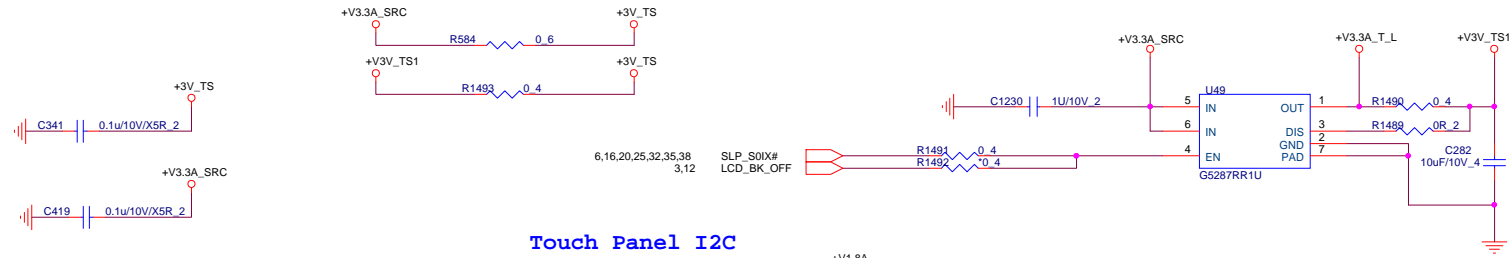 +V3.3A_SRC
+3V_TS
R584 0_6
+V3V_TS1
+3V_TS
R1493 0_4
+3V_TS
C341 0.1u/10V/X5R_2
+V3.3A_SRC
C419 0.1u/10V/X5R_2
+V3.3A_SRC
+V3.3A_T_L
+V3V_TS1
U49
C1230 1U/10V_2
5 IN OUT 1 R1490 0_4
6 IN DIS 3 R1489 0R_2
GND 2
4 EN PAD 7
G5287RR1U
C282
10uF/10V_4
6,16,20,25,32,35,38 SLP_S0IX# R1491 0_4
3,12 LCD_BK_OFF R1492 *0_4
Touch Panel I2C
+V1.8A